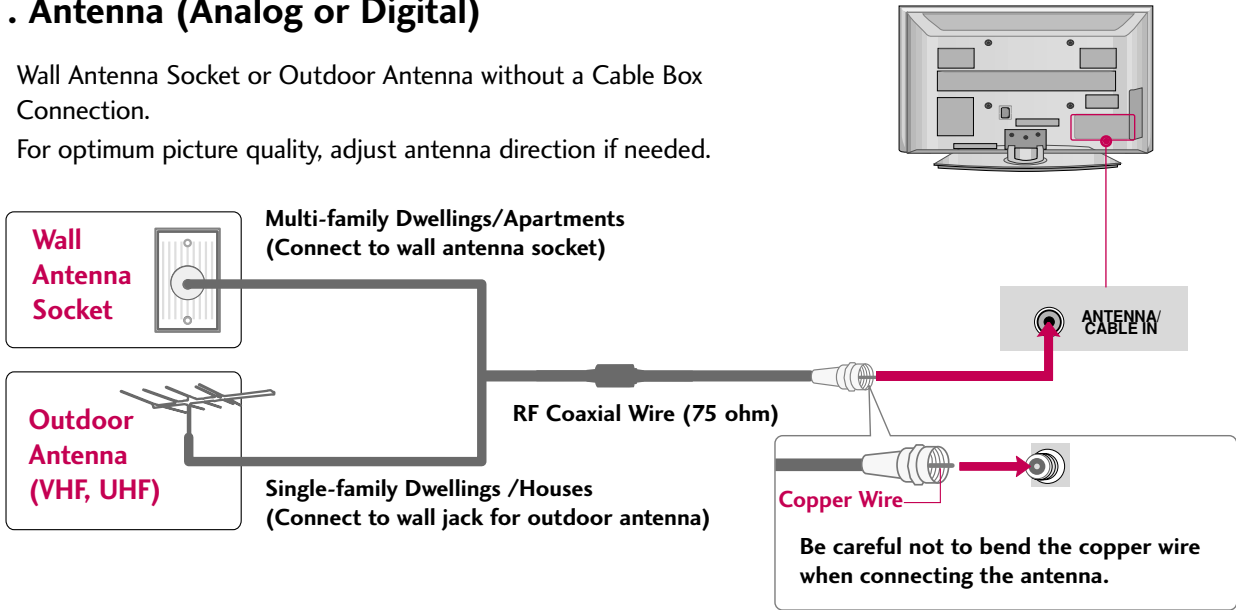 . Antenna (Analog or Digital)
Wall Antenna Socket or Outdoor Antenna without a Cable Box
Connection.
For optimum picture quality, adjust antenna direction if needed.
Wall
Antenna
Socket
Multi-family Dwellings/Apartments
(Connect to wall antenna socket)
ANTENNA/
CABLE IN
RF Coaxial Wire (75 ohm)
Outdoor
Antenna
(VHF, UHF)
Single-family Dwellings /Houses
(Connect to wall jack for outdoor antenna)
Copper Wire
Be careful not to bend the copper wire
when connecting the antenna.